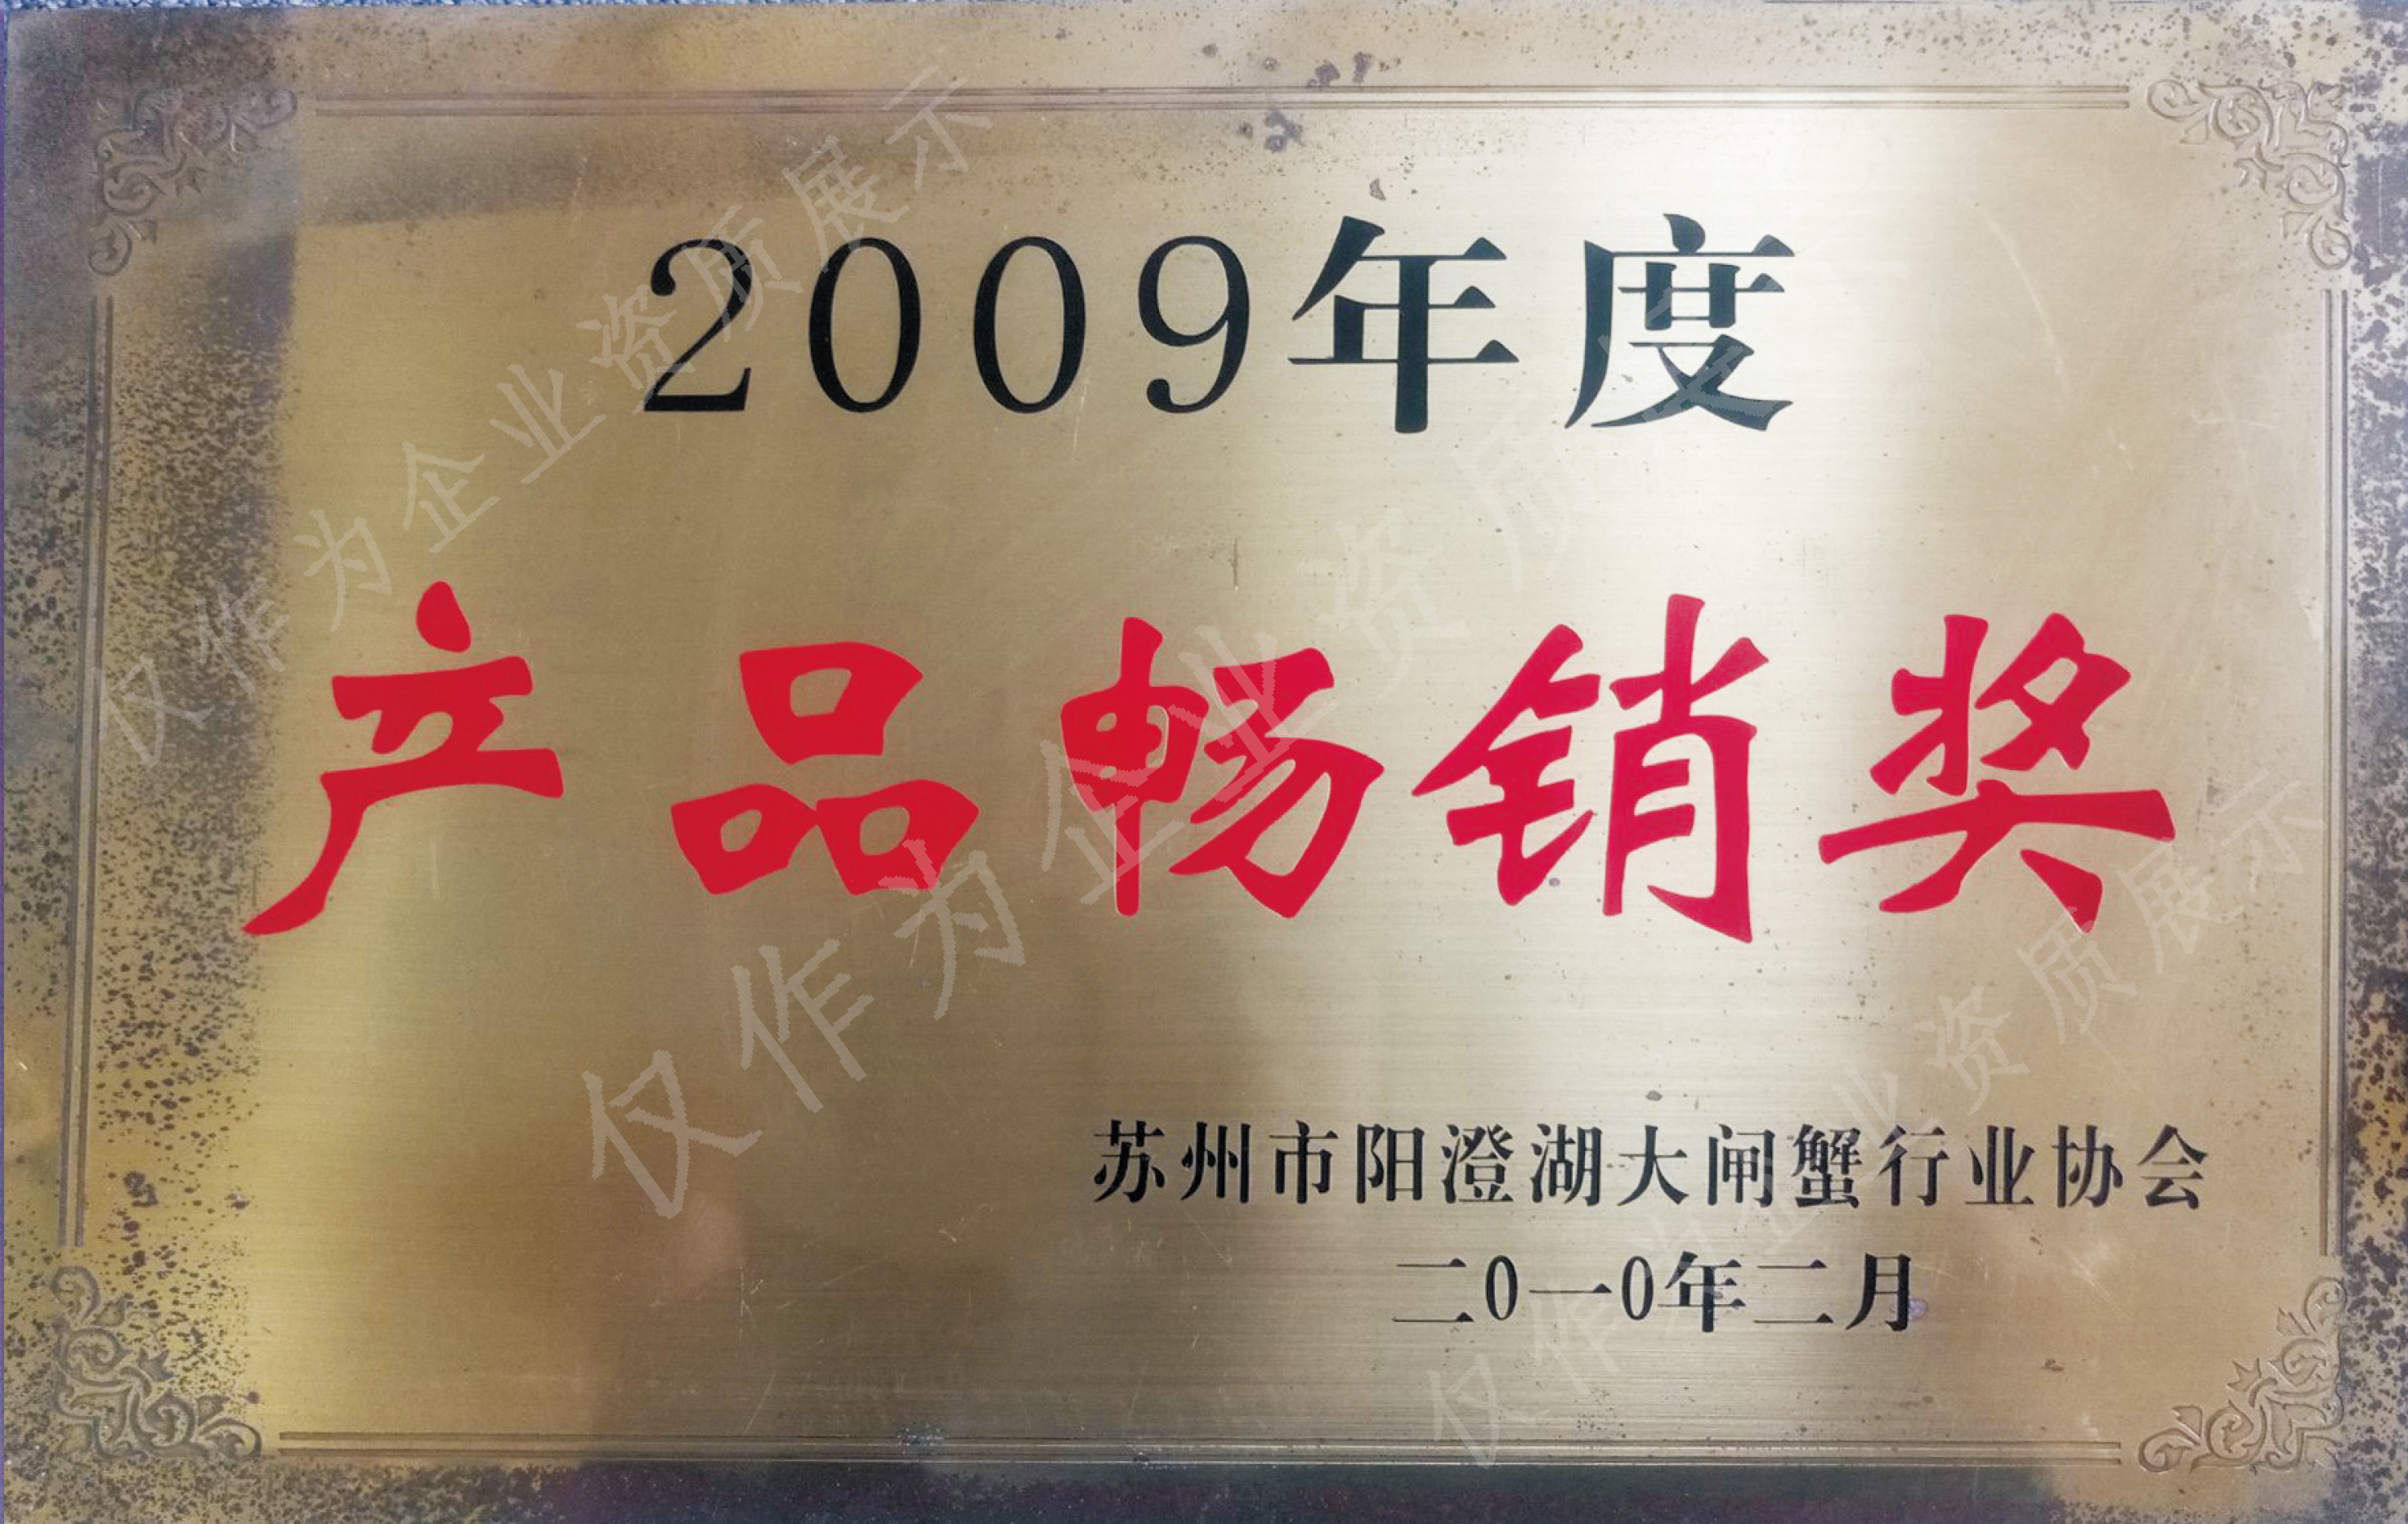 2009年度
产品畅销奖
苏州市阳澄湖大闸蟹行业协会
二0一0年二月
仅作为企业资质展示
仅作为企业资质展示
仅作为企业资质展示